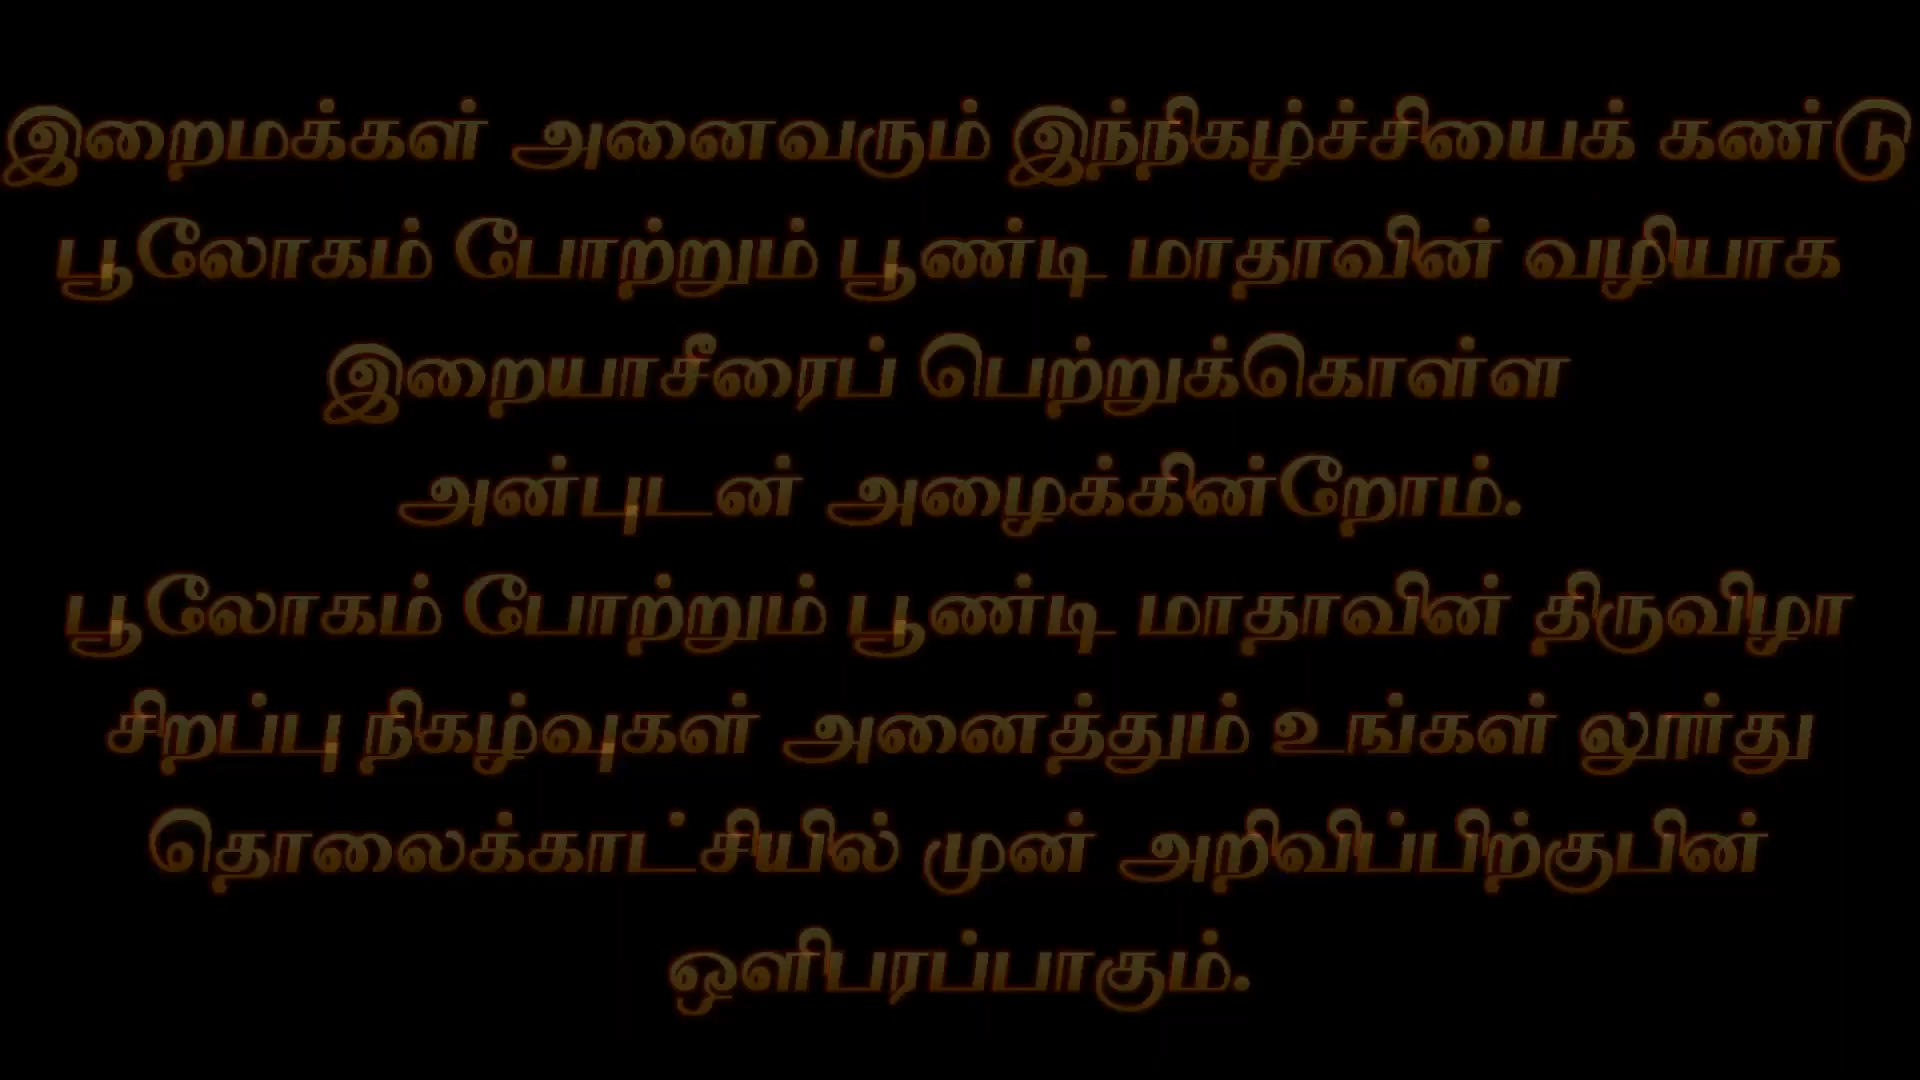 இறைமக்கள் அனைவரும் இந்நிகழ்ச்சியைக் கண்டு
பூலோகம் போற்றும் பூண்டி மாதாவின் வழியாக
இறையாசீரைப் பெற்றுக்கொள்ள
அன்புடன் அழைக்கின்றோம்.
பூலோகம் போற்றும் பூண்டி மாதாவின் திருவிழா
சிறப்பு நிகழ்வுகள் அனைத்தும் உங்கள் லூர்து
தொலைக்காட்சியில் முன் அறிவிப்பிற்குபின்
ஒளிபரப்பாகும்.